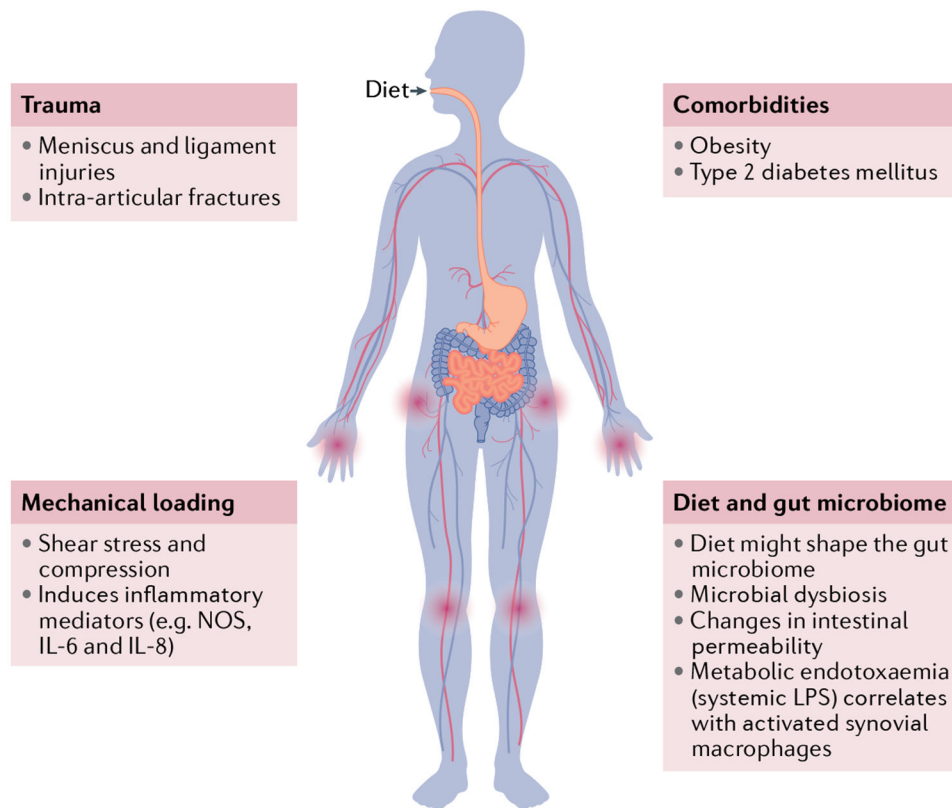 Diet
Trauma
• Meniscus and ligament
injuries
• Intra-articular fractures
Comorbidities
• Obesity
• Type 2 diabetes mellitus
Mechanical loading
• Shear stress and
compression
• Induces inflammatory
mediators (e.g. NOS,
IL-6 and IL-8)
Diet and gut microbiome
• Diet might shape the gut
microbiome
• Microbial dysbiosis
• Changes in intestinal
permeability
• Metabolic endotoxaemia
(systemic LPS) correlates
with activated synovial
macrophages